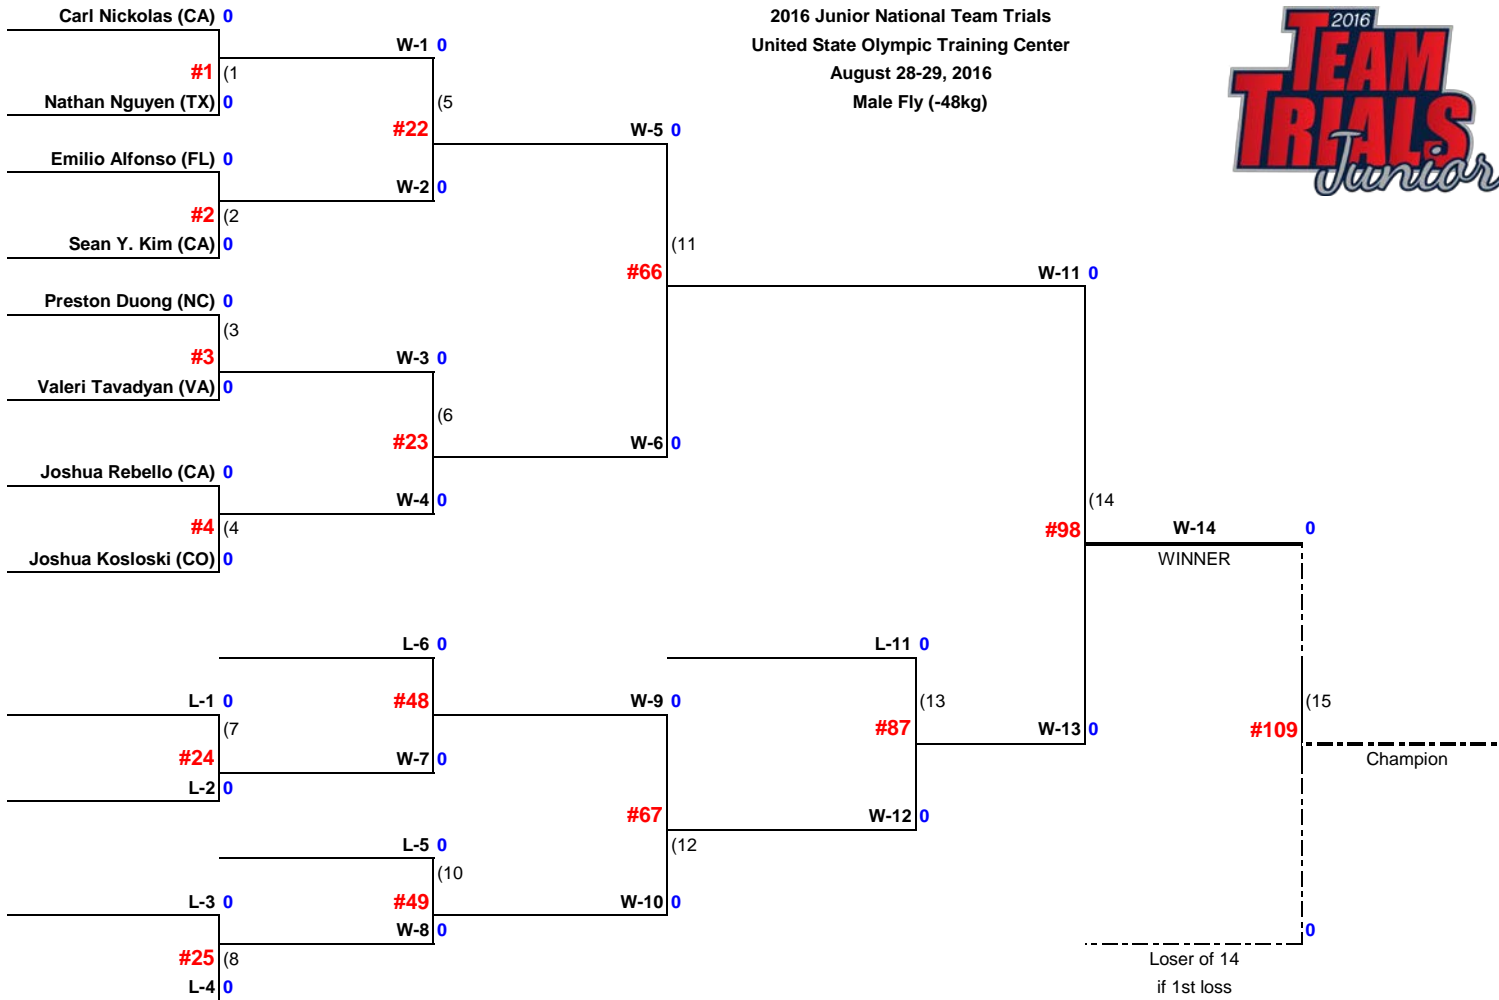 Carl Nickolas (CA) 0
2016 Junior National Team Trials
2016
TEAM
TRIALS
Junior
W-1 0
United State Olympic Training Center
#1 (1
August 28-29, 2016
Nathan Nguyen (TX) 0
(5
Male Fly (-48kg)
#22
W-5 0
Emilio Alfonso (FL) 0
W-2 0
#2 (2
Sean Y. Kim (CA) 0
(11
#66
W-11 0
Preston Duong (NC) 0
(3
#3
W-3 0
Valeri Tavadyan (VA) 0
(6
#23
W-6 0
Joshua Rebello (CA) 0
W-4 0
(14
#4 (4
#98
W-14 0
Joshua Kosloski (CO) 0
WINNER
L-6 0
L-11 0
L-1 0
#48
W-9 0
(13
(15
(7
#87
W-13 0
#109
#24
W-7 0
Champion
L-2 0
#67
W-12 0
L-5 0
(12
(10
L-3 0
#49
W-10 0
W-8 0
0
#25 (8
Loser of 14
L-4 0
if 1st loss